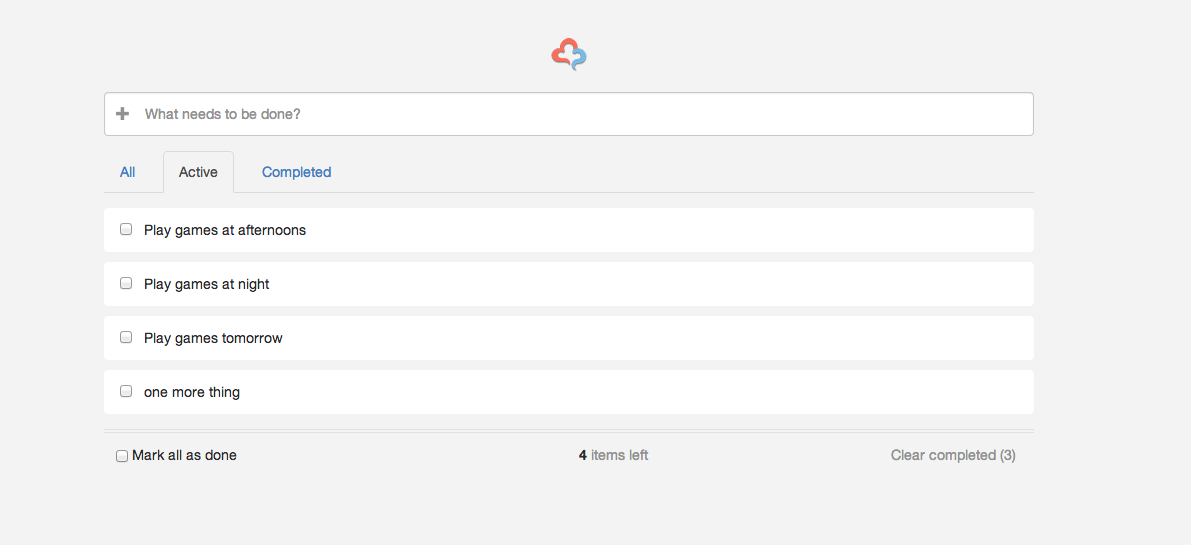 What needs to be done?
All Active Completed
Play games at afternoons
Play games at night
Play games tomorrow
one more thing
Mark all as done 4 items left Clear completed (3)